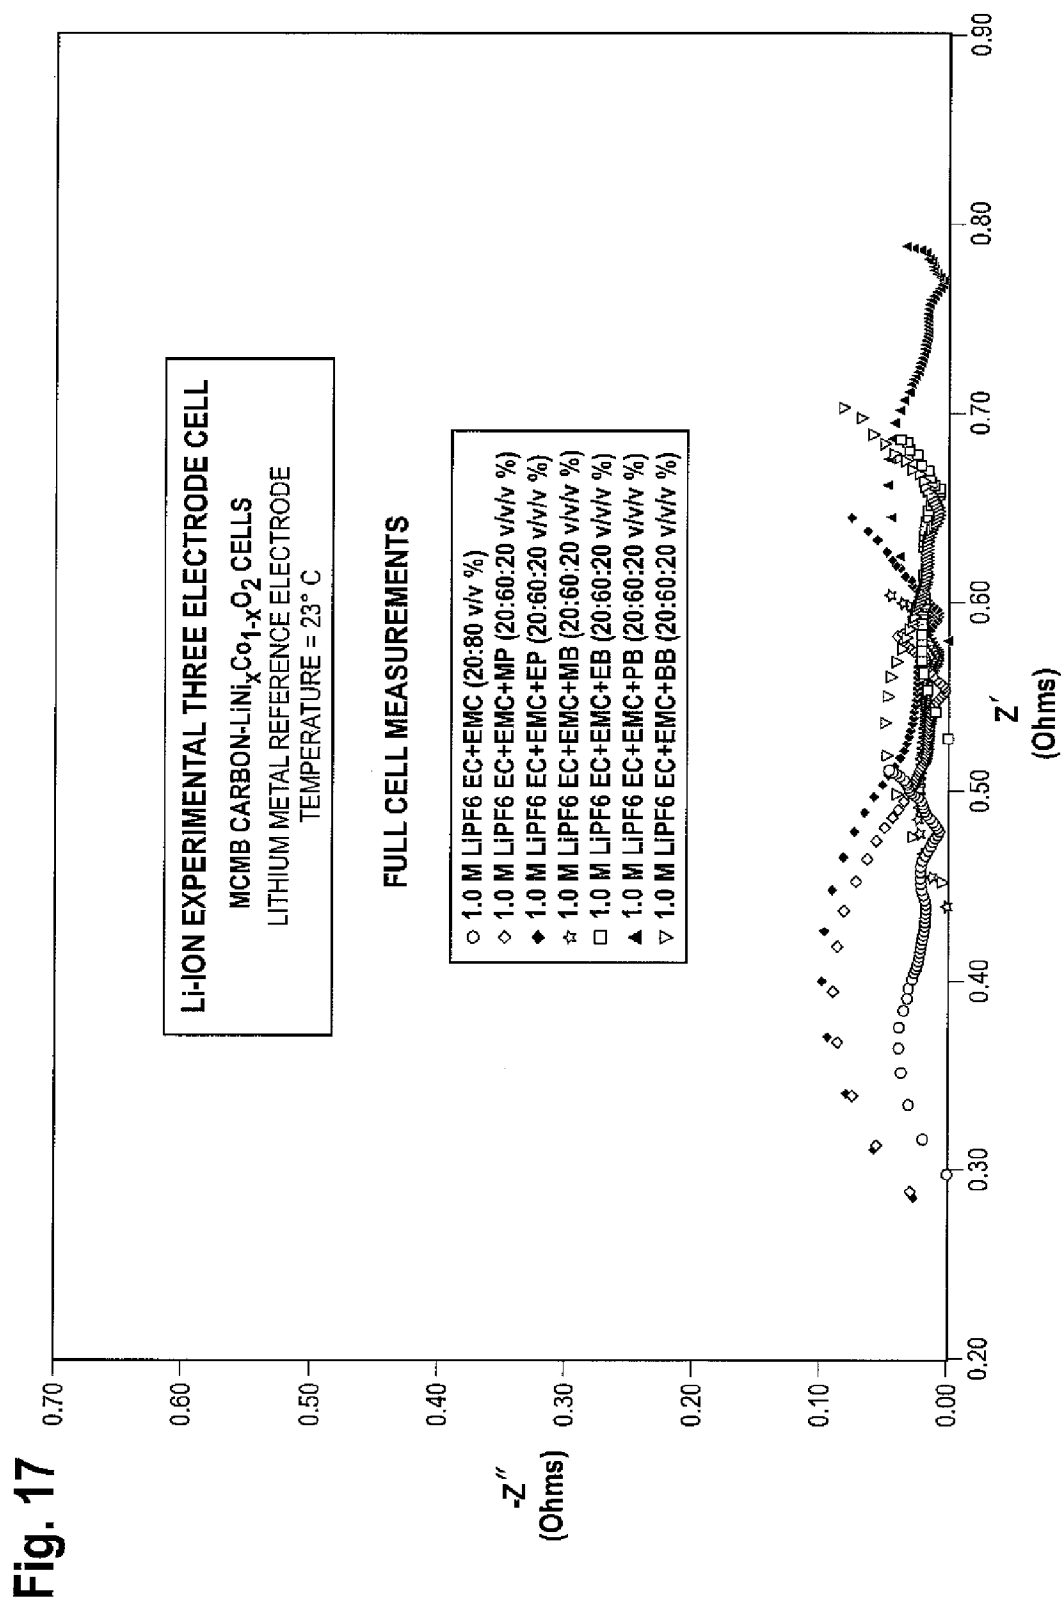 Fig. 17
Li-ION EXPERIMENTAL THREE ELECTRODE CELL
MCMB CARBON-LiNixCo1-xO2 CELLS
LITHIUM METAL REFERENCE ELECTRODE
TEMPERATURE = 23° C
FULL CELL MEASUREMENTS
1.0 M LiPF6 EC+EMC (20:80 v/v %)
1.0 M LiPF6 EC+EMC+MP (20:60:20 v/v/v %)
1.0 M LiPF6 EC+EMC+EP (20:60:20 v/v/v %)
1.0 M LiPF6 EC+EMC+MB (20:60:20 v/v/v %)
1.0 M LiPF6 EC+EMC+EB (20:60:20 v/v/v %)
1.0 M LiPF6 EC+EMC+PB (20:60:20 v/v/v %)
1.0 M LiPF6 EC+EMC+BB (20:60:20 v/v/v %)
0.70
0.60
0.50
0.40
0.30
0.20
0.10
0.00
-Z″
(Ohms)
0.20
0.30
0.40
0.50
0.60
0.70
0.80
0.90
Z′
(Ohms)